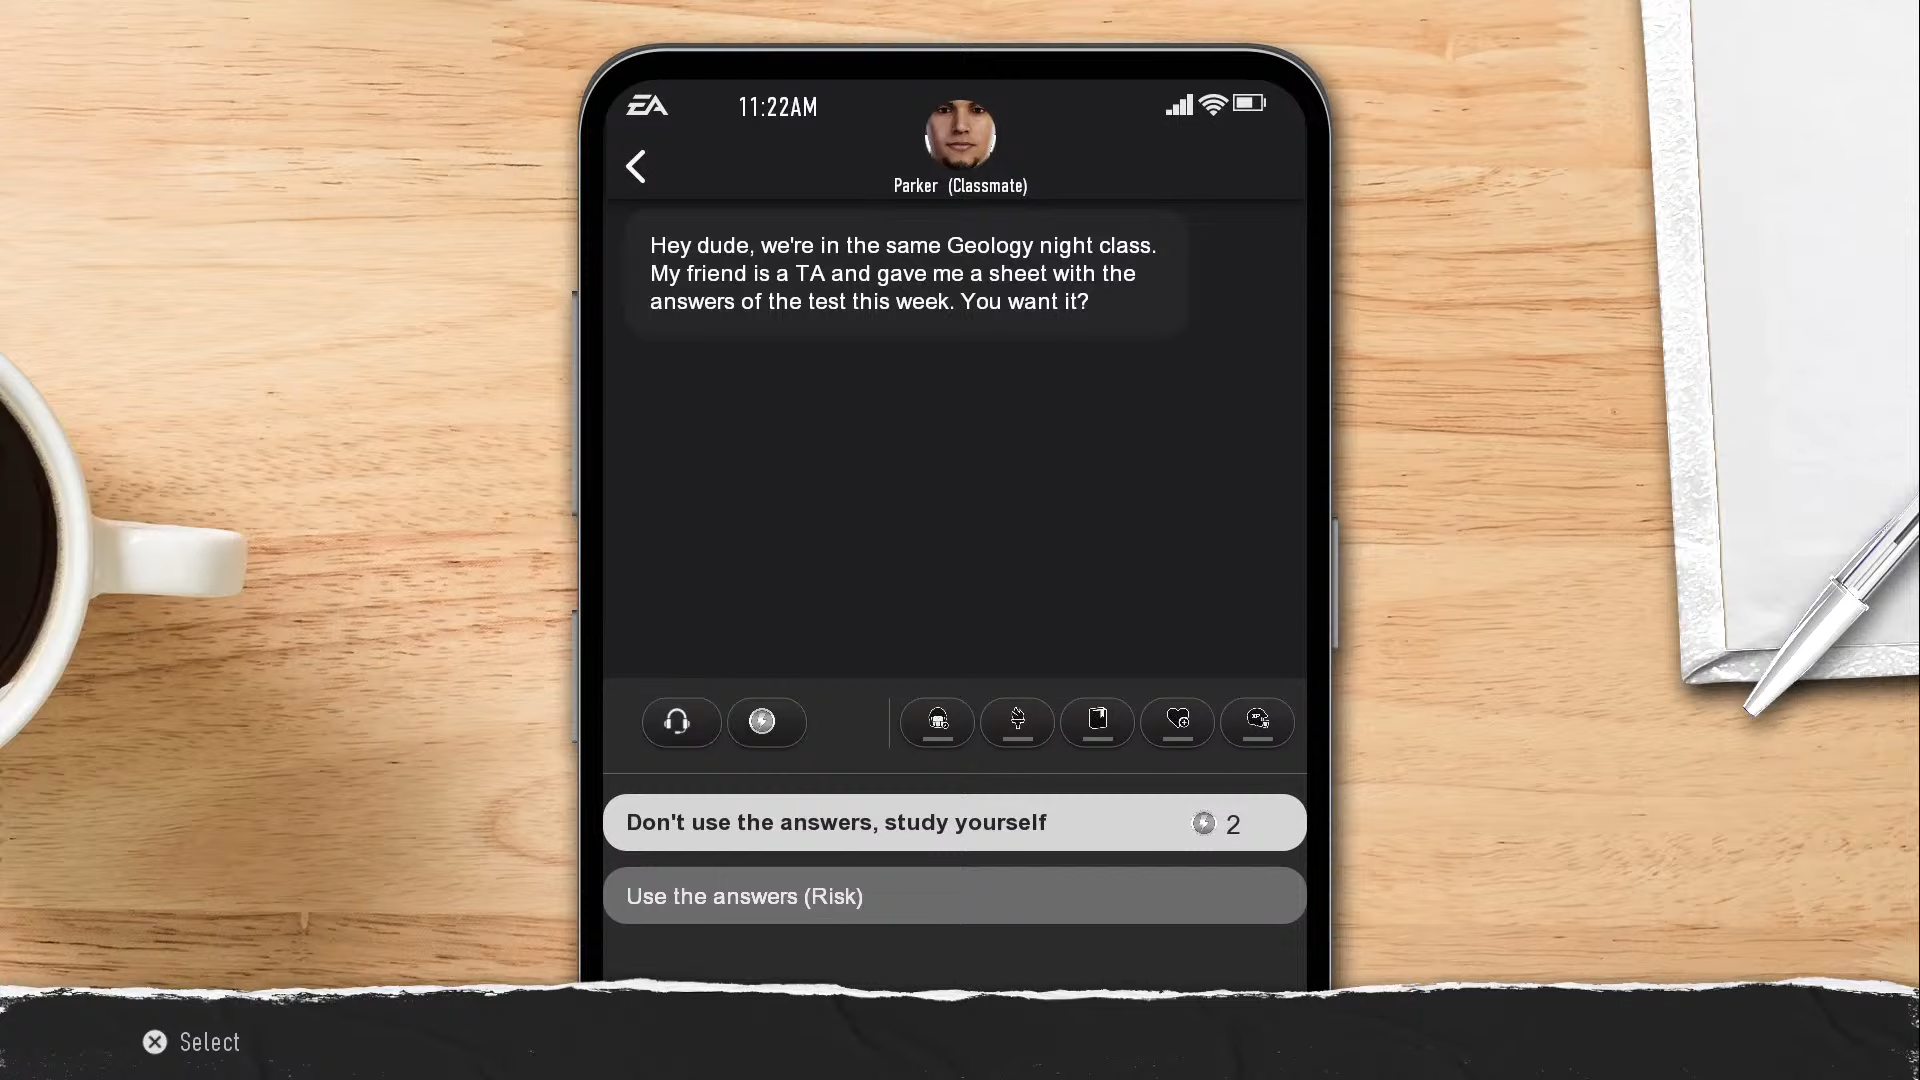 EA
11:22AM
Parker (Classmate)
Hey dude, we're in the same Geology night class.
My friend is a TA and gave me a sheet with the
answers of the test this week. You want it?
XP
Don't use the answers, study yourself 2
Use the answers (Risk)
Select